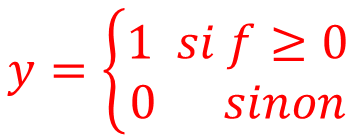 y = { 1 si f ≥ 0
0 sinon